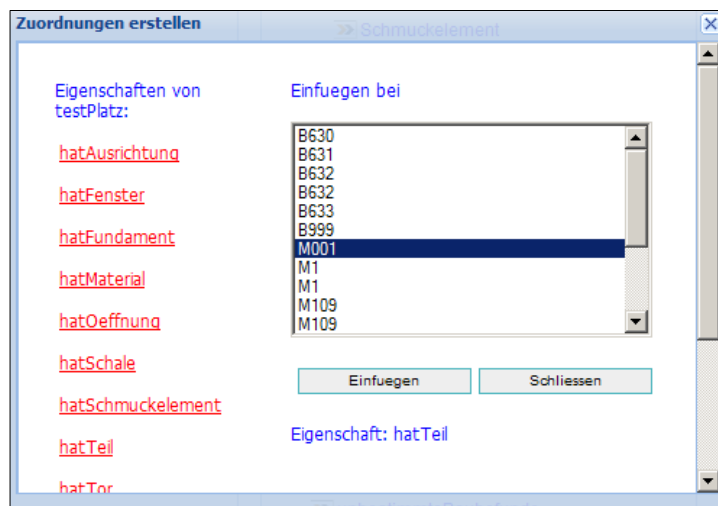 Zuordnungen erstellen
Schmuckelement
Eigenschaften von
testPlatz:
hatAusrichtung
hatFenster
hatFundament
hatMaterial
hatOeffnung
hatSchale
hatSchmuckelement
hatTeil
hatTor
Einfuegen bei
B630
B631
B632
B632
B633
B999
M001
M1
M1
M109
M109
Einfuegen
Schliessen
Eigenschaft: hatTeil